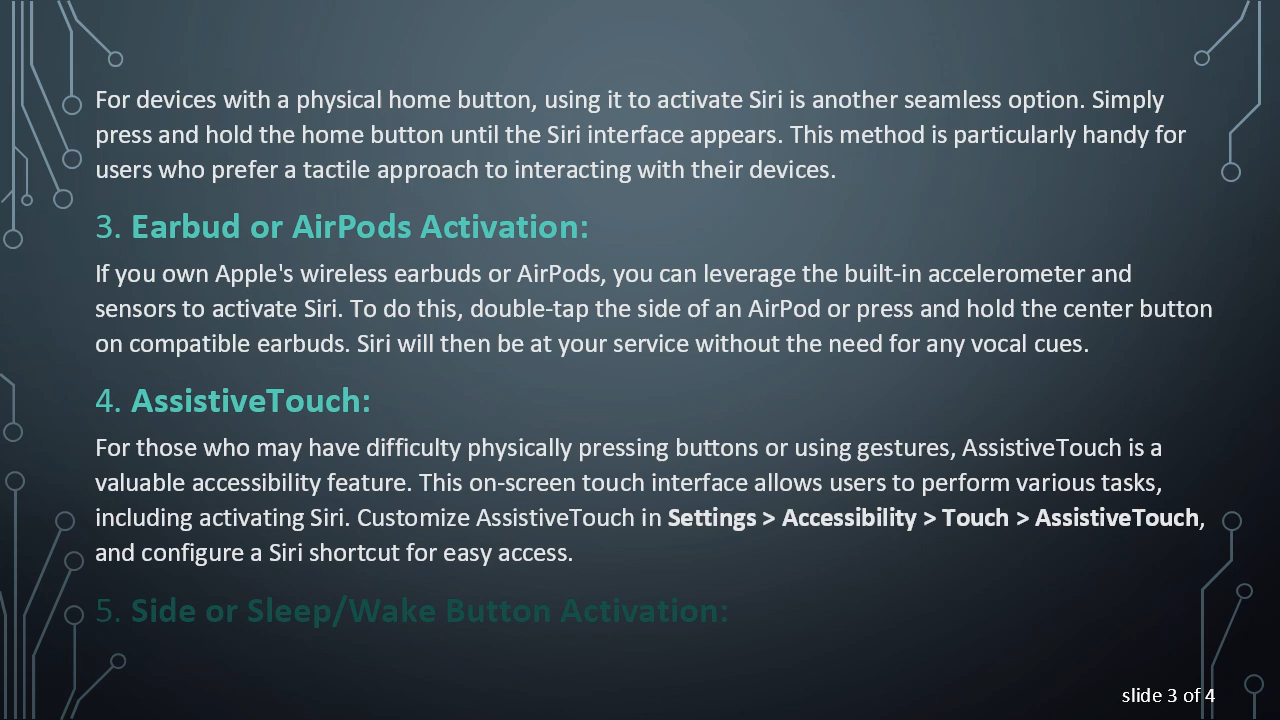 For devices with a physical home button, using it to activate Siri is another seamless option. Simply
press and hold the home button until the Siri interface appears. This method is particularly handy for
users who prefer a tactile approach to interacting with their devices.
3. Earbud or AirPods Activation:
If you own Apple's wireless earbuds or AirPods, you can leverage the built-in accelerometer and
sensors to activate Siri. To do this, double-tap the side of an AirPod or press and hold the center button
on compatible earbuds. Siri will then be at your service without the need for any vocal cues.
4. AssistiveTouch:
For those who may have difficulty physically pressing buttons or using gestures, AssistiveTouch is a
valuable accessibility feature. This on-screen touch interface allows users to perform various tasks,
including activating Siri. Customize AssistiveTouch in Settings > Accessibility > Touch > AssistiveTouch,
and configure a Siri shortcut for easy access.
5. Side or Sleep/Wake Button Activation:
slide 3 of 4